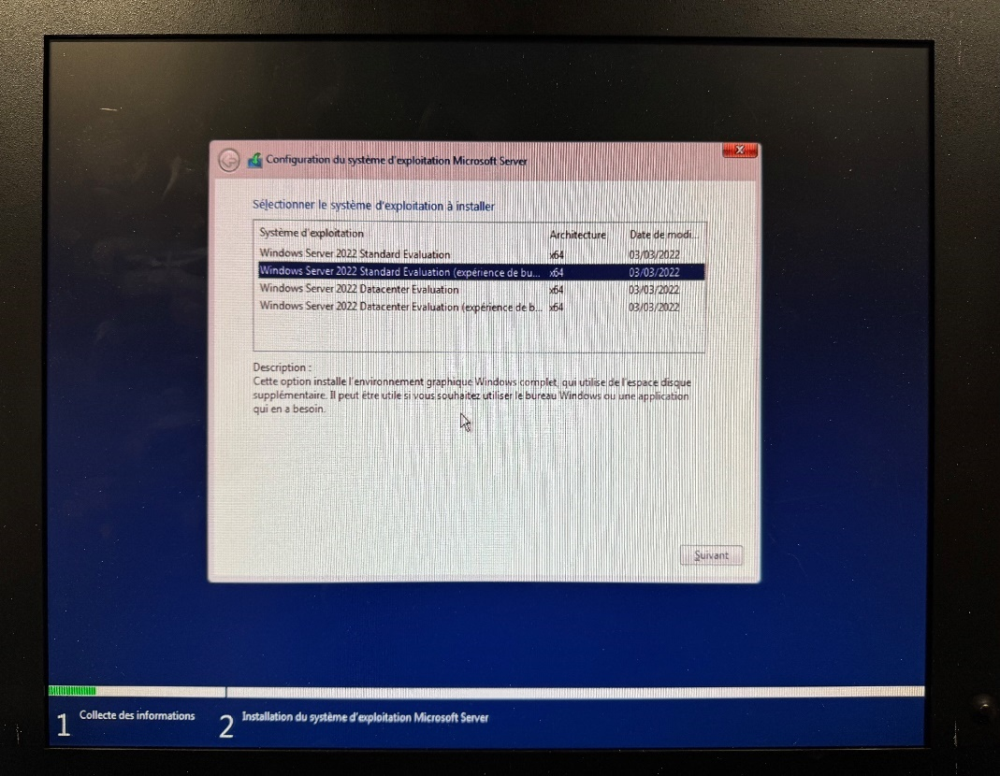 Configuration du système d'exploitation Microsoft Server
Sélectionner le système d'exploitation à installer
Système d'exploitation Architecture Date de modi...
Windows Server 2022 Standard Evaluation x64 03/03/2022
Windows Server 2022 Standard Evaluation (expérience de bu... x64 03/03/2022
Windows Server 2022 Datacenter Evaluation x64 03/03/2022
Windows Server 2022 Datacenter Evaluation (expérience de b... x64 03/03/2022
Description :
Cette option installe l'environnement graphique Windows complet, qui utilise de l'espace disque
supplémentaire. Il peut être utile si vous souhaitez utiliser le bureau Windows ou une application
qui en a besoin.
Suivant
1 Collecte des informations 2 Installation du système d'exploitation Microsoft Server